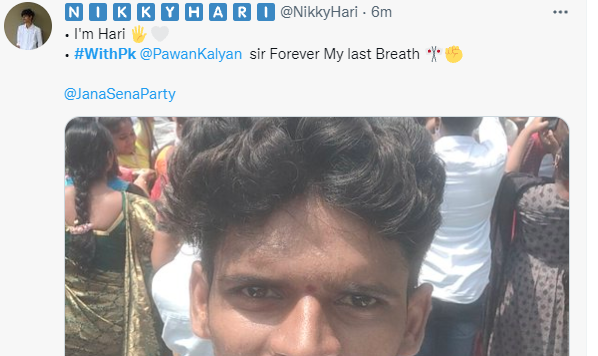 🇳 🇮 🇰 🇰 🇾 🇭 🇦 🇷 🇮 @NikkyHari · 6m
• I'm Hari 🖐️🤍
• #WithPk @PawanKalyan sir Forever My last Breath 🎌✊
@JanaSenaParty